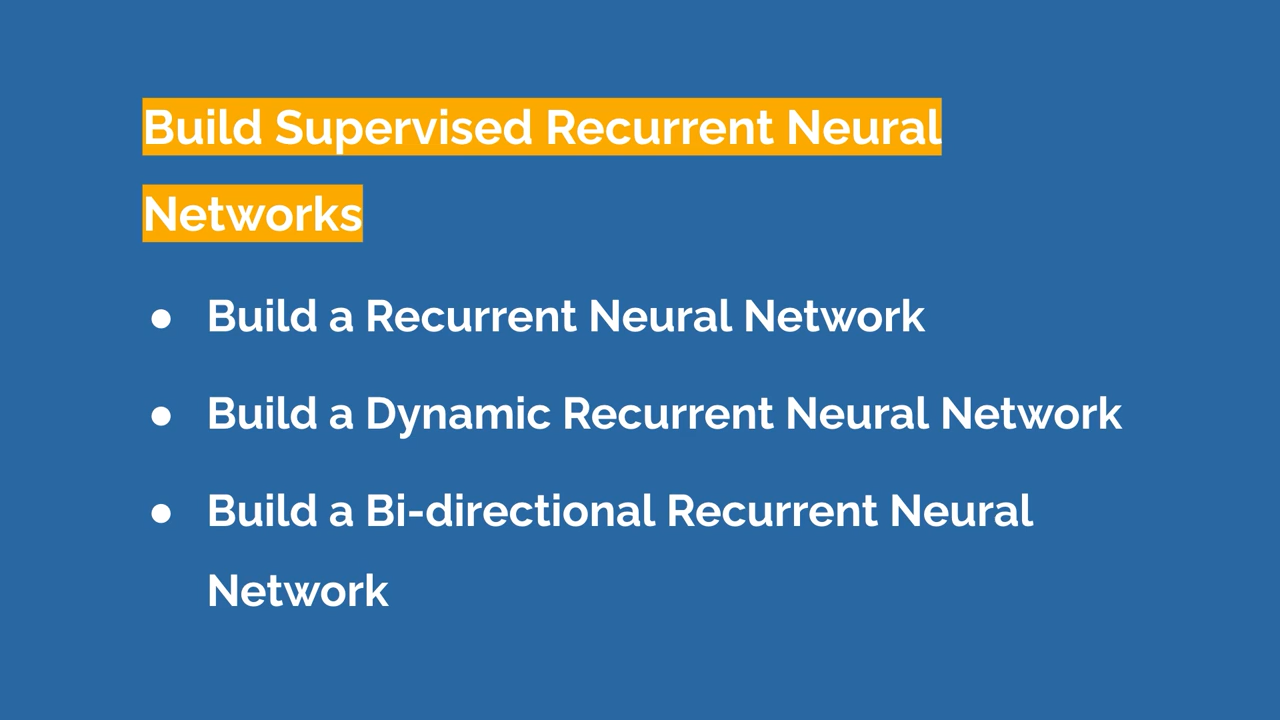 Build Supervised Recurrent Neural
Networks
● Build a Recurrent Neural Network
● Build a Dynamic Recurrent Neural Network
● Build a Bi-directional Recurrent Neural
Network